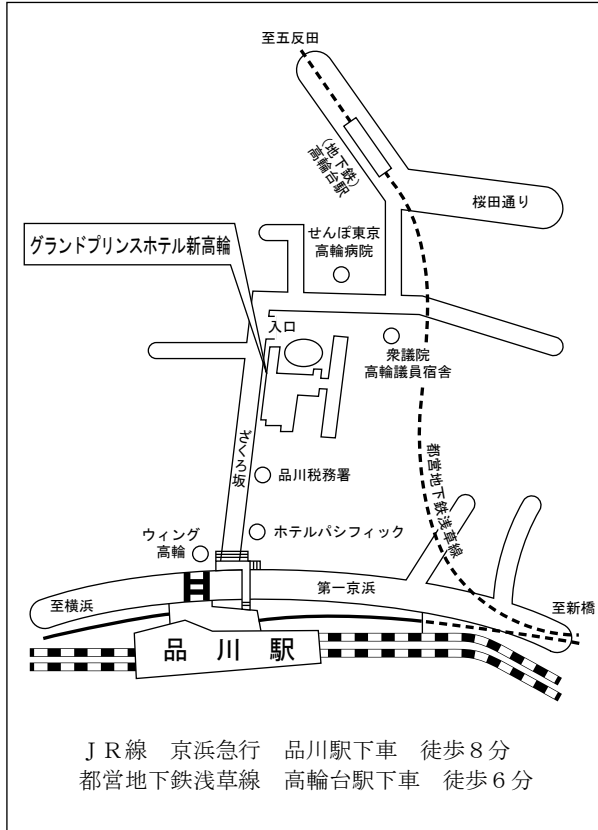 至五反田
(地下鉄)
高輪台駅
桜田通り
せんぽ東京
高輪病院
グランドプリンスホテル新高輪
入口
衆議院
高輪議員宿舎
ざくろ坂
都営地下鉄浅草線
品川税務署
ウィング
高輪
ホテルパシフィック
第一京浜
至横浜
至新橋
品川駅
ＪＲ線　京浜急行　品川駅下車　徒歩８分
都営地下鉄浅草線　高輪台駅下車　徒歩６分